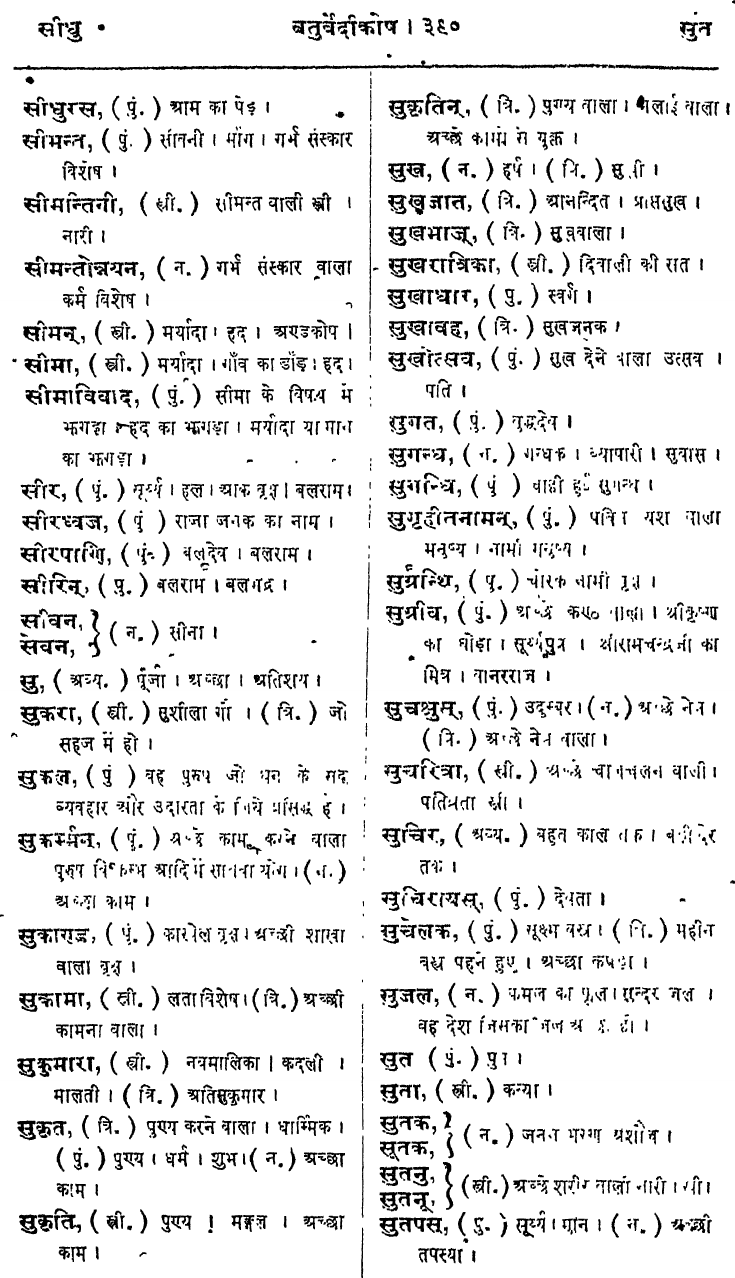 सीधु
चतुर्वेदीकोष । ३९०
सुत
सीधुरस, ( पुं. ) आम का पेड़ ।
सीमन्त, ( पुं. ) मांग । गर्भ संस्कार
विशेष ।
सीमन्तिनी, ( स्त्री. ) सीमन्त वाली स्त्री ।
नारी ।
सीमन्तोन्नयन, ( न. ) गर्भ संस्कार वाला
कर्म विशेष ।
सीमन्, ( स्त्री. ) मर्यादा । हद । अण्डकोष ।
सीमा, ( स्त्री. ) मर्यादा । गाँव का डाँड़ । हद ।
सीमाविवाद, ( पुं. ) सीमा के विषय में
झगड़ा हद का झगड़ा । मर्यादा या
का झगड़ा ।
सीर, ( पुं. ) सूर्य्य । हल । आक वृक्ष । बलराम ।
सीरध्वज, ( पुं ) राजा जनक का नाम ।
सीरपाणि, ( पुं. ) बलदेव । बलराम ।
सीरिन्, ( पु. ) बलराम । बलभद्र ।
सीवन,
सेवन, } ( न. ) सीना ।
सु, ( अव्य. ) पूजा । अच्छा । अतिशय ।
सुकरा, ( स्त्री. ) सुशीला गौ । ( त्रि. ) जो
सहज में हो ।
सुकल, ( पुं ) वह पुरुष जो धन के सद्
व्यवहार और उदारता के लिये प्रसिद्ध है ।
सुकर्म्मन्, ( पुं. ) अच्छे काम करने वाला
पुरुष विष्कम्भ आदि में सातवा योग । ( न. )
अच्छा काम ।
सुकाण्ड, ( पुं. ) कारवेल वृक्ष । अच्छी शाखा
वाला वृक्ष ।
सुकामा, ( स्त्री. ) लता विशेष । ( त्रि. ) अच्छी
कामना वाला ।
सुकुमारा, ( स्त्री. ) नवमालिका । कदली ।
मालती । ( त्रि. ) अतिसुकुमार ।
सुकृत, ( त्रि. ) पुण्य करने वाला । धार्म्मिक ।
( पुं. ) पुण्य । धर्म । शुभ । ( न. ) अच्छा
काम ।
सुकृति, ( स्त्री. ) पुण्य । मङ्गल । अच्छा
काम ।
सुकृतिन्, ( त्रि. ) पुण्य वाला । भलाई वाला ।
अच्छे कामों से युक्त ।
सुख, ( न. ) हर्ष । ( त्रि. ) सुखी ।
सुखजात, ( त्रि. ) आनन्दित । प्राप्तसुख ।
सुखभाज्, ( त्रि. ) सुखवाला ।
सुखरात्रिका, ( स्त्री. ) दिवाली की रात ।
सुखाधार, ( पु. ) स्वर्ग ।
सुखावह, ( त्रि. ) सुखजनक ।
सुखोत्सव, ( पुं. ) सुख देने वाला उत्सव ।
पति ।
सुगत, ( पुं. ) बुद्धदेव ।
सुगन्ध, ( न. ) गन्धक । व्यापारी । सुवास ।
सुगन्धि, ( पुं ) हुई सुगन्ध ।
सुगृहीतनामन्, ( पुं. ) पवित्र यश वाला
मनुष्य । नामी मनुष्य ।
सुग्रन्थि, ( पु. ) चोरक नामी वृक्ष ।
सुग्रीव, ( पुं. ) अच्छे कण्ठ वाला । श्रीकृष्ण
का घोड़ा । सूर्य्यपुत्र । श्रीरामचन्द्रजी का
मित्र । वानरराज ।
सुचक्षुस्, ( पुं. ) उदुम्बर । ( न. ) अच्छे नेत्र ।
( त्रि. ) अच्छे नेत्र वाला ।
सुचरित्रा, ( स्त्री. ) अच्छे चालचलन वाली ।
पतिव्रता स्त्री ।
सुचिर, ( अव्य. ) बहुत काल तक । बड़ी देर
तक ।
सुचिरायुस्, ( पुं. ) देवता ।
सुचेलक, ( पुं. ) सूक्ष्म वस्त्र । ( त्रि. ) महीन
वस्त्र पहने हुए । अच्छा कपड़ा ।
सुजल, ( न. ) कमल का फूल । सुन्दर जल ।
वह देश जिसका जल अच्छा हो ।
सुत ( पुं. ) पुत्र ।
सुता, ( स्त्री. ) कन्या ।
सुतक,
सूतक, } ( न. ) जनन मरण अशौच ।
सुतनु,
सुतनू, } ( स्त्री. ) अच्छे शरीर वाली नारी । स्त्री ।
सुतपस्, ( पु. ) सूर्य्य । मुनि । ( न. ) अच्छी
तपस्या ।